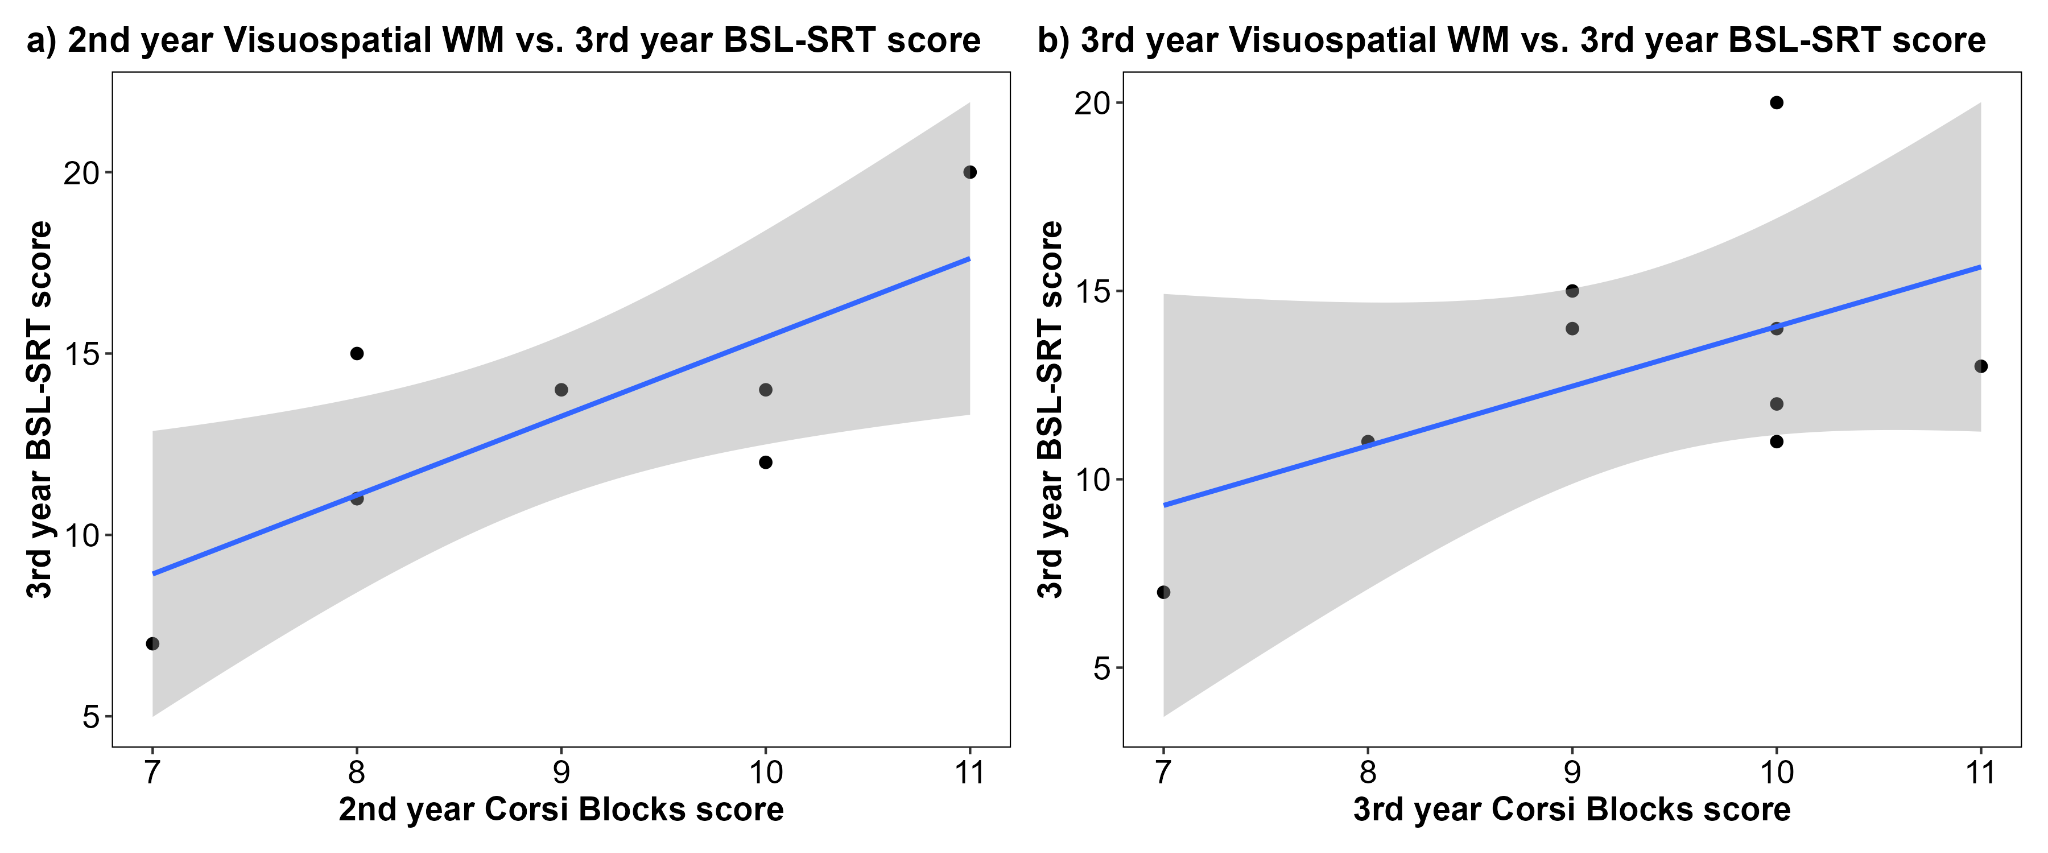 a) 2nd year Visuospatial WM vs. 3rd year BSL-SRT score
3rd year BSL-SRT score
20
15
10
5
7 8 9 10 11
2nd year Corsi Blocks score
b) 3rd year Visuospatial WM vs. 3rd year BSL-SRT score
3rd year BSL-SRT score
20
15
10
5
7 8 9 10 11
3rd year Corsi Blocks score